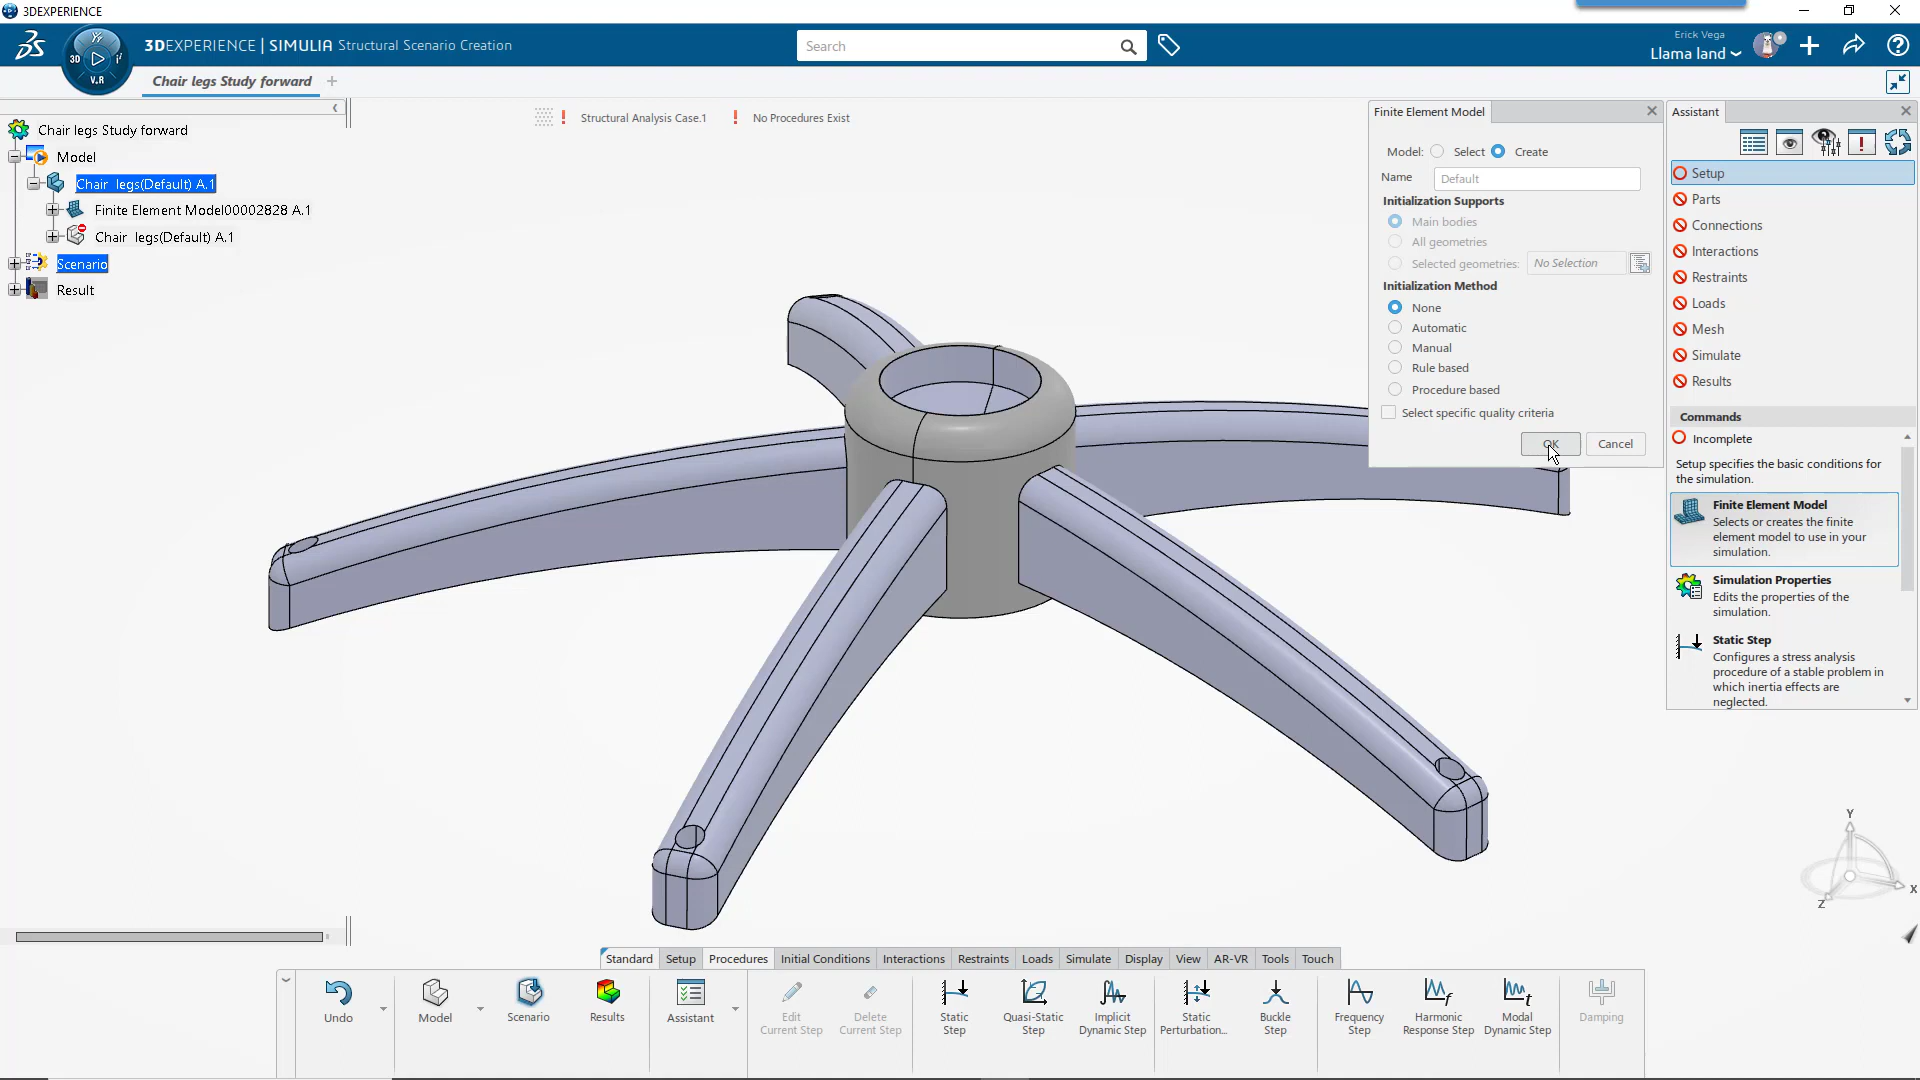 3DEXPERIENCE
3DEXPERIENCE | SIMULIA Structural Scenario Creation
3D
V.R
Search
Erick Vega
Llama land
Chair legs Study forward
Chair legs Study forward
Model
Chair legs(Default) A.1
Finite Element Model00002828 A.1
Chair legs(Default) A.1
Scenario
Result
Structural Analysis Case.1
No Procedures Exist
Finite Element Model
Model: Select Create
Name Default
Initialization Supports
Main bodies
All geometries
Selected geometries: No Selection
Initialization Method
None
Automatic
Manual
Rule based
Procedure based
Select specific quality criteria
OK Cancel
Assistant
Setup
Parts
Connections
Interactions
Restraints
Loads
Mesh
Simulate
Results
Commands
Incomplete
Setup specifies the basic conditions for
the simulation.
Finite Element Model
Selects or creates the finite
element model to use in your
simulation.
Simulation Properties
Edits the properties of the
simulation.
Static Step
Configures a stress analysis
procedure of a stable problem in
which inertia effects are
neglected.
Y
X
Z
Standard Setup Procedures Initial Conditions Interactions Restraints Loads Simulate Display View AR-VR Tools Touch
Undo
Model
Scenario
Results
Assistant
Edit
Current Step
Delete
Current Step
Static
Step
Quasi-Static
Step
Implicit
Dynamic Step
Static
Perturbation...
Buckle
Step
Frequency
Step
Harmonic
Response Step
Modal
Dynamic Step
Damping